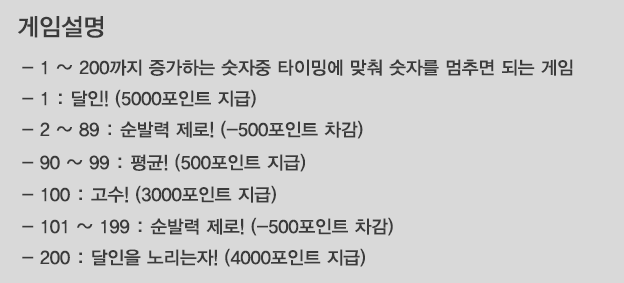 게임설명
- 1 ~ 200까지 증가하는 숫자중 타이밍에 맞춰 숫자를 멈추면 되는 게임
- 1 : 달인! (5000포인트 지급)
- 2 ~ 89 : 순발력 제로! (-500포인트 차감)
- 90 ~ 99 : 평균! (500포인트 지급)
- 100 : 고수! (3000포인트 지급)
- 101 ~ 199 : 순발력 제로! (-500포인트 차감)
- 200 : 달인을 노리는자! (4000포인트 지급)